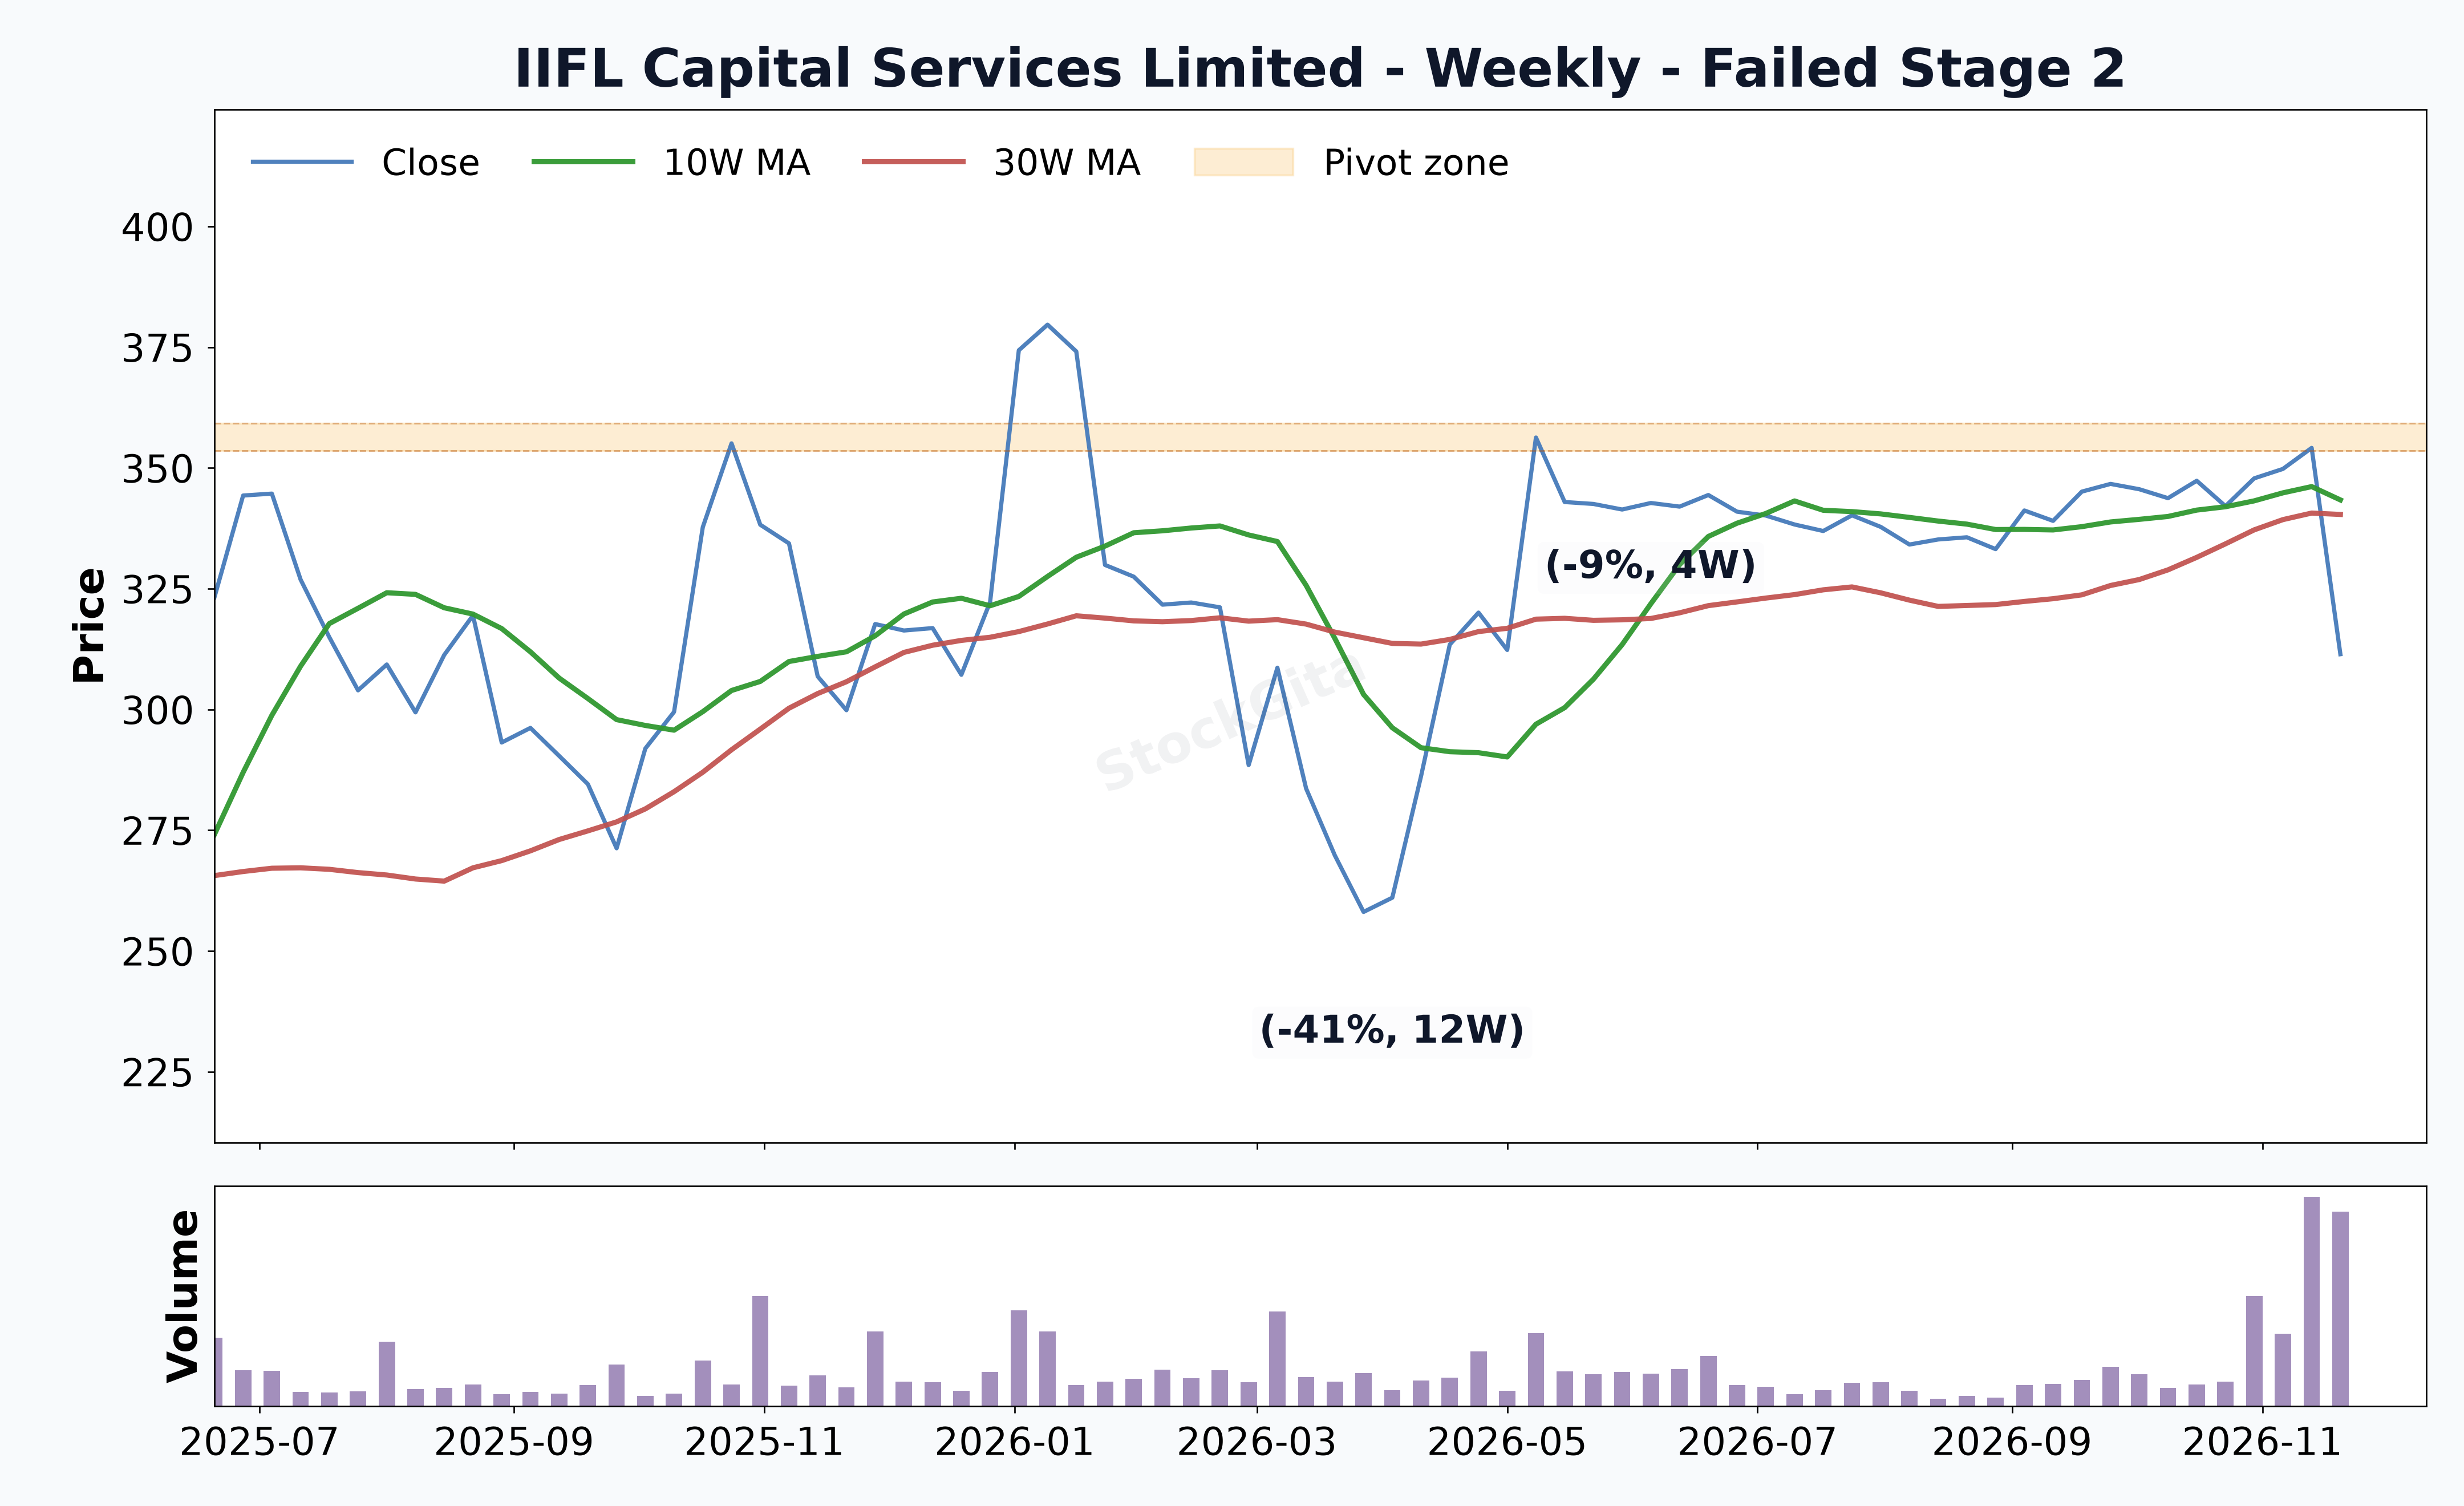 IIFL Capital Services Limited - Weekly - Failed Stage 2
Close 10W MA 30W MA Pivot zone
400
375
350
325
300
275
250
225
Price
(-9%, 4W)
StockGita
(-41%, 12W)
Volume
2025-07 2025-09 2025-11 2026-01 2026-03 2026-05 2026-07 2026-09 2026-11